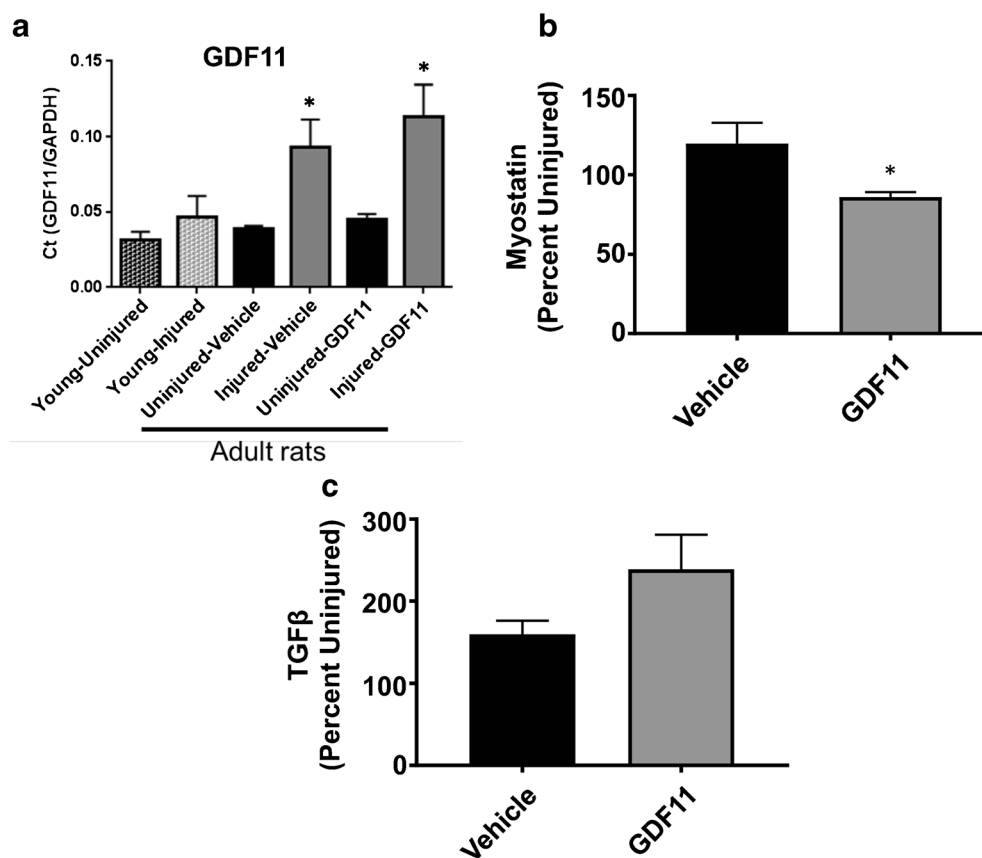 a
GDF11
Ct (GDF11/GAPDH)
0.15
0.10
0.05
0.00
*
*
Young-Uninjured
Young-Injured
Uninjured-Vehicle
Injured-Vehicle
Uninjured-GDF11
Injured-GDF11
Adult rats
b
Myostatin
(Percent Uninjured)
150
100
50
0
*
Vehicle
GDF11
c
TGFβ
(Percent Uninjured)
300
200
100
0
Vehicle
GDF11